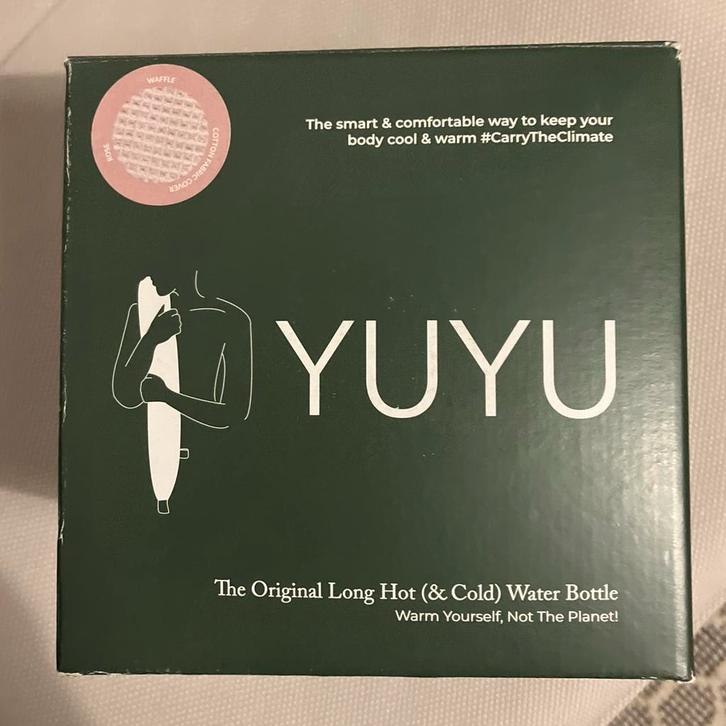 WAFFLE
COTTON FABRIC COVER
ROSE
The smart & comfortable way to keep your
body cool & warm #CarryTheClimate
YUYU
The Original Long Hot (& Cold) Water Bottle
Warm Yourself, Not The Planet!